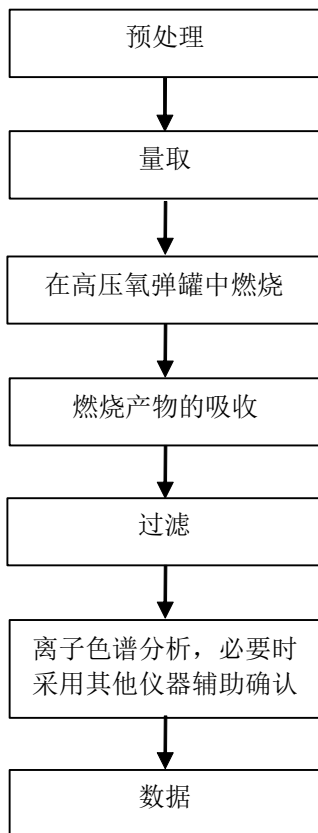 预处理
量取
在高压氧弹罐中燃烧
燃烧产物的吸收
过滤
离子色谱分析，必要时
采用其他仪器辅助确认
数据